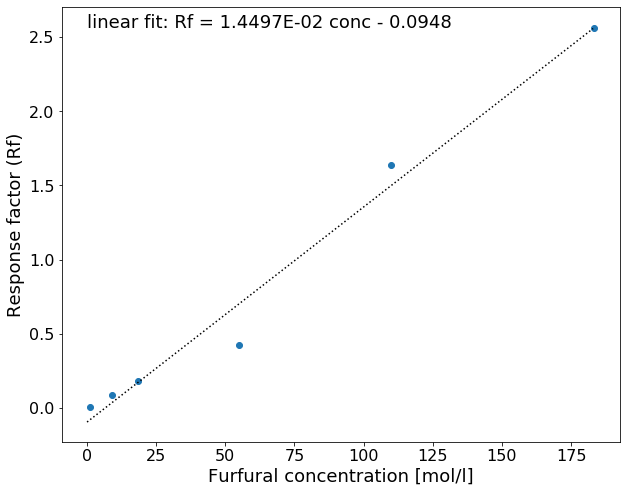 linear fit: Rf = 1.4497E-02 conc - 0.0948
2.5
2.0
1.5
1.0
0.5
0.0
Response factor (Rf)
0 25 50 75 100 125 150 175
Furfural concentration [mol/l]